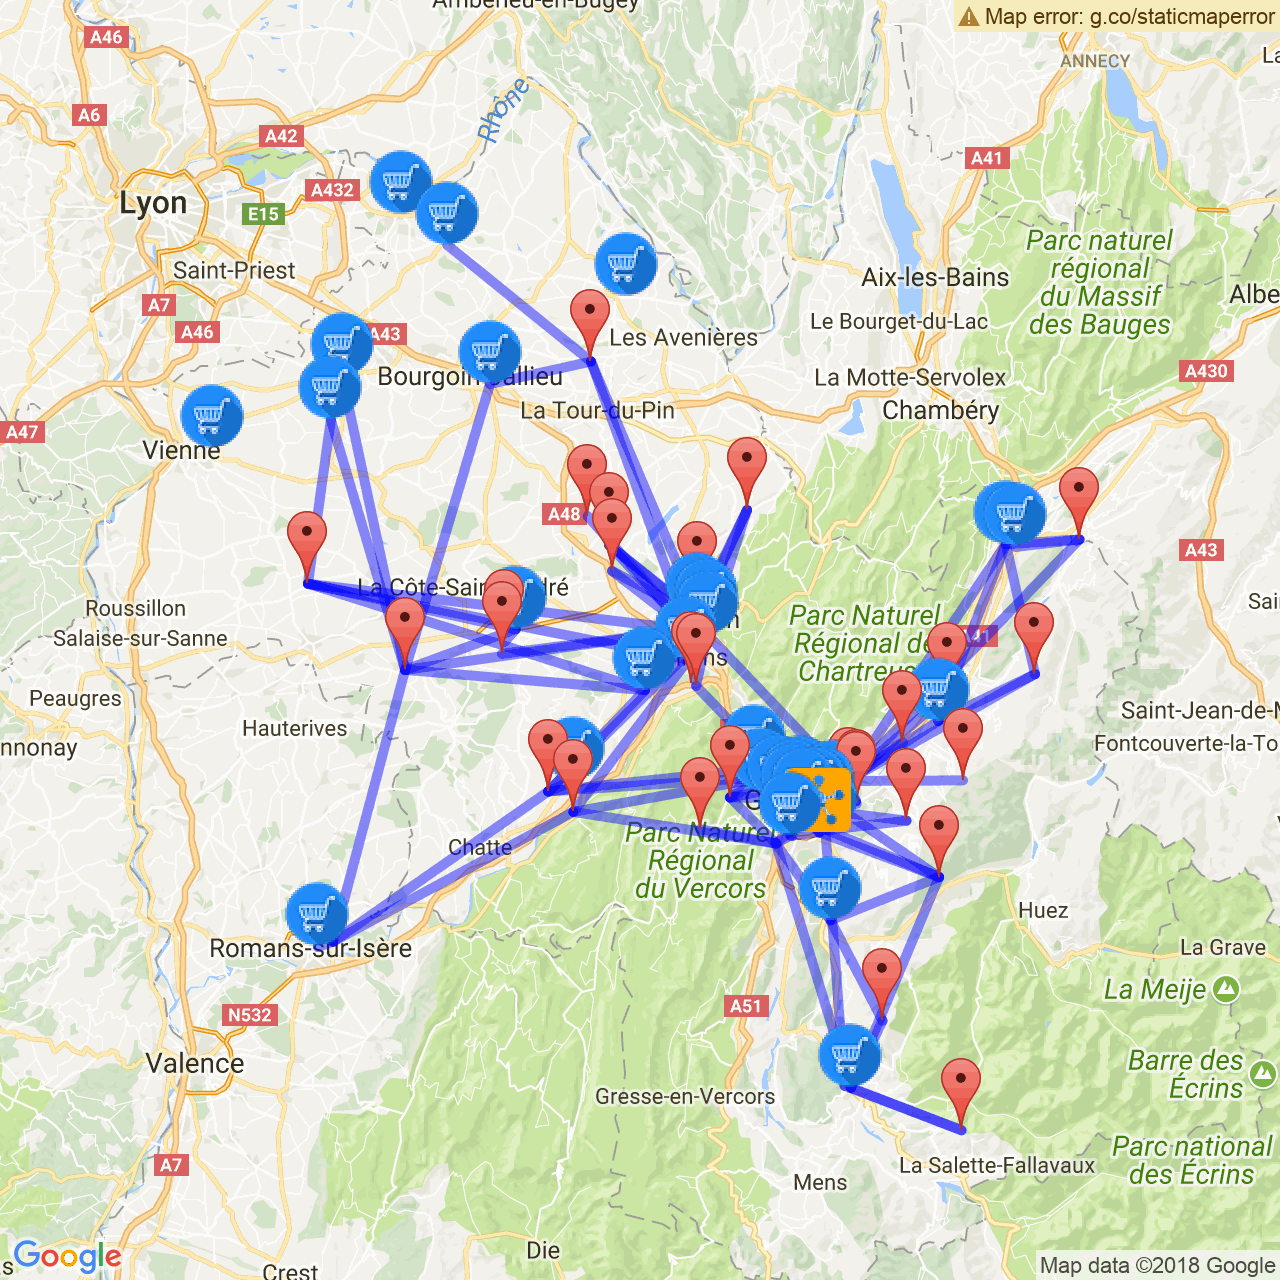 Ambérieu-en-Bugey
Map error: g.co/staticmaperror
A46
ANNECY
A6
Rhône
A42
A41
A432
Lyon
E15
Parc naturel
régional
du Massif
des Bauges
Saint-Priest
Aix-les-Bains
A7
A46
A43
Les Avenières
Le Bourget-du-Lac
Bourgoin-Jallieu
La Motte-Servolex
A430
La Tour-du-Pin
Chambéry
A47
Vienne
A48
A43
La Côte-Saint-André
Roussillon
Salaise-sur-Sanne
Parc Naturel
Régional de
Chartreuse
A41
Peaugres
Hauterives
Saint-Jean-de-M
Fontcouverte-la-To
nnonay
Chatte
Parc Naturel
Régional
du Vercors
Huez
Romans-sur-Isère
La Grave
La Meije
N532
A51
Valence
Barre des
Écrins
Gresse-en-Vercors
Parc national
des Écrins
A7
La Salette-Fallavaux
Mens
Die
Google
Crest
Map data ©2018 Google